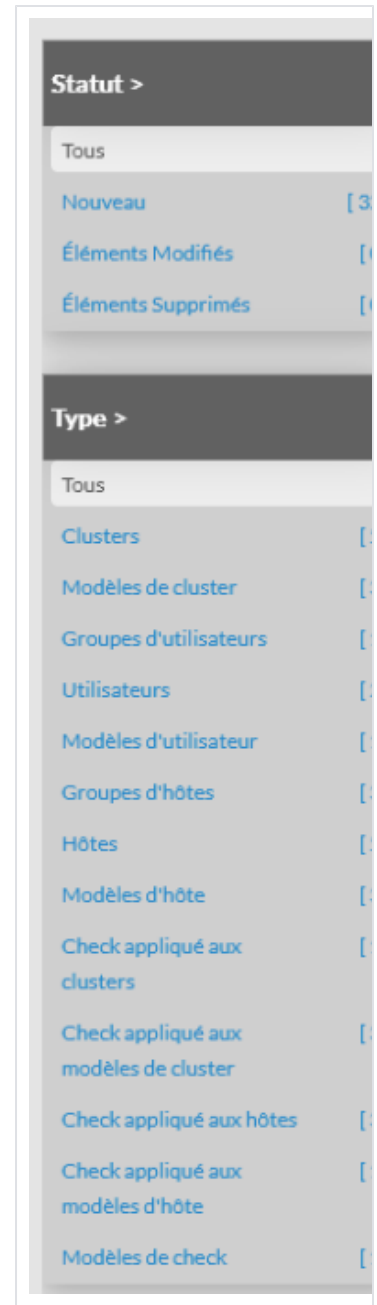 Statut >
Tous
Nouveau
Éléments Modifiés
Éléments Supprimés
Type >
Tous
Clusters
Modèles de cluster
Groupes d'utilisateurs
Utilisateurs
Modèles d'utilisateur
Groupes d'hôtes
Hôtes
Modèles d'hôte
Check appliqué aux
clusters
Check appliqué aux
modèles de cluster
Check appliqué aux hôtes
Check appliqué aux
modèles d'hôte
Modèles de check